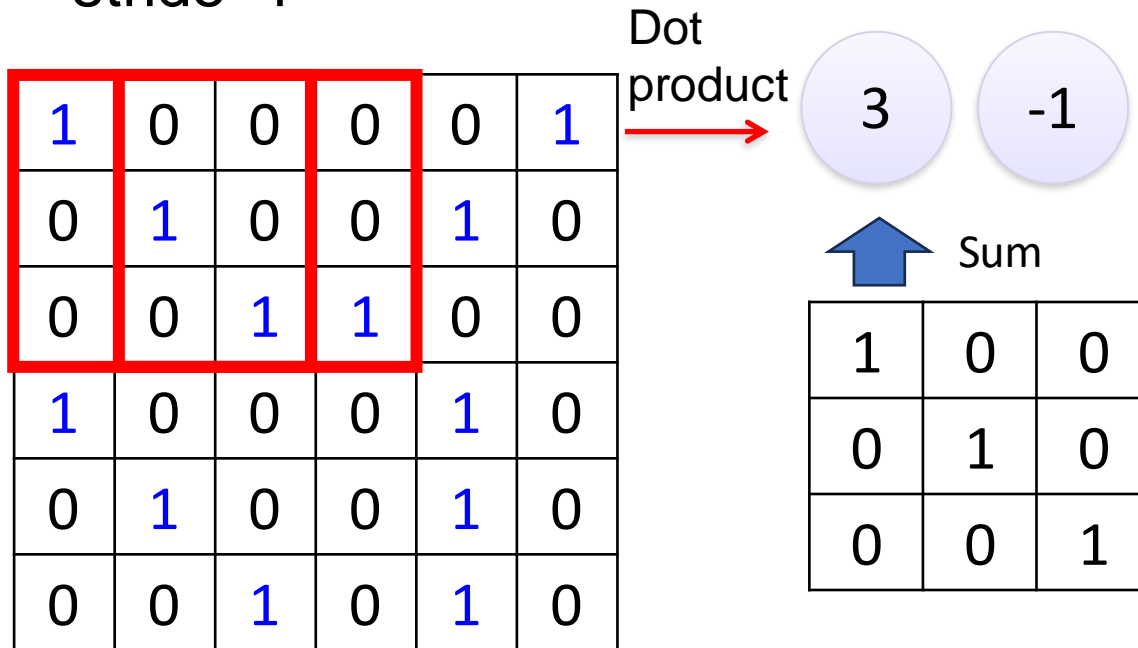 Dot
product
3 -1
1 0 0 0 0 1
0 1 0 0 1 0
0 0 1 1 0 0
1 0 0 0 1 0
0 1 0 0 1 0
0 0 1 0 1 0
Sum
1 0 0
0 1 0
0 0 1